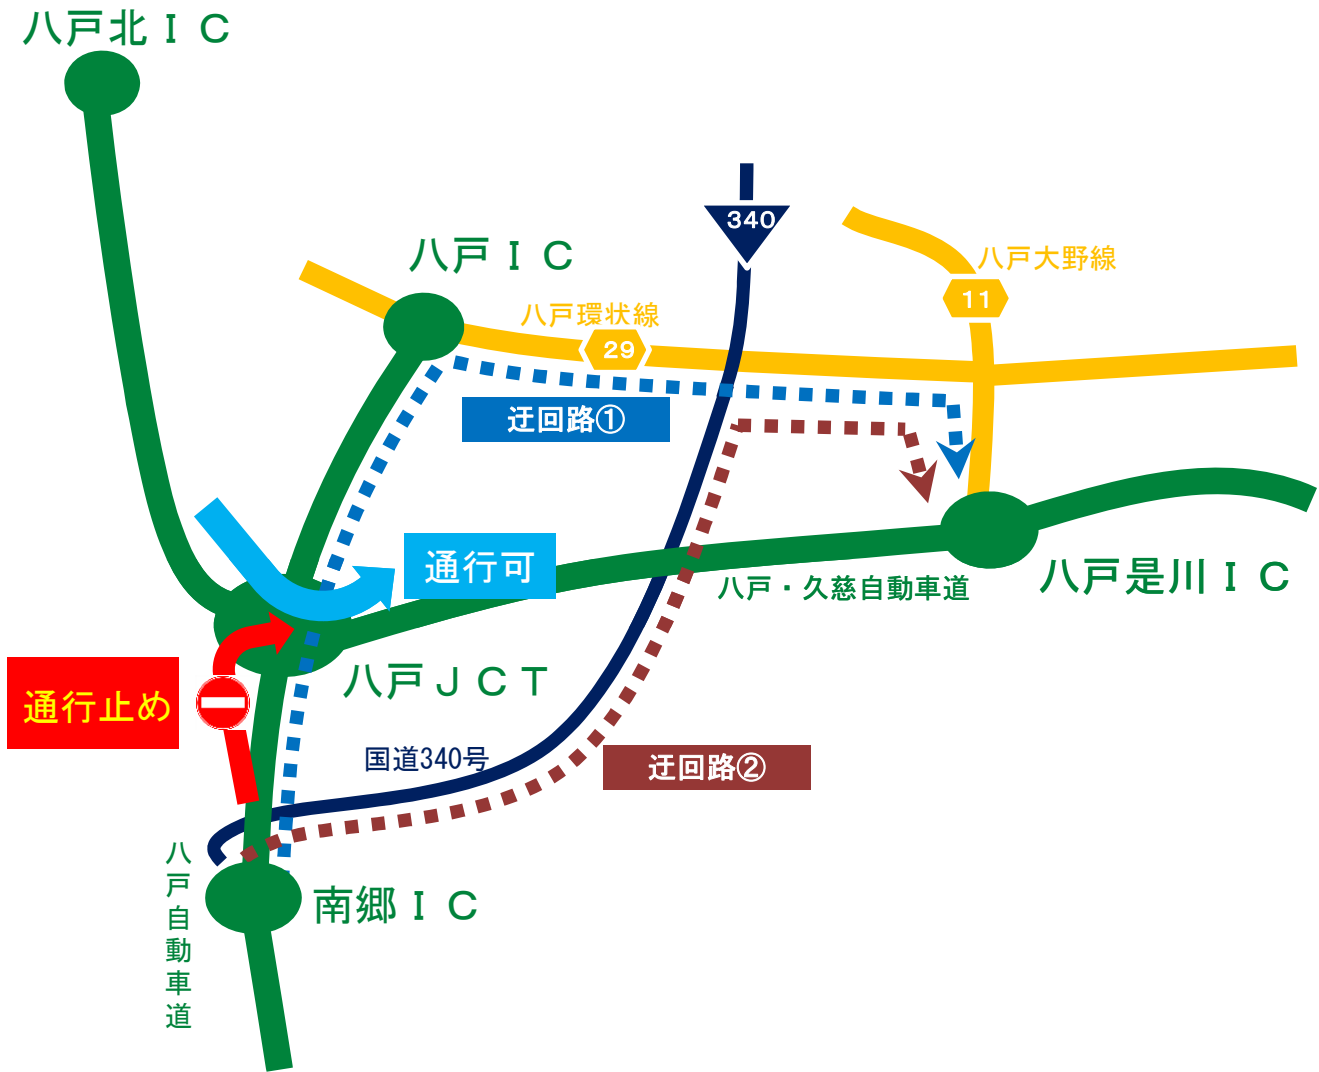 八戸北ＩＣ
340
八戸ＩＣ
八戸大野線
11
八戸環状線
29
迂回路①
通行可
八戸・久慈自動車道
八戸是川ＩＣ
八戸ＪＣＴ
通行止め
国道340号
迂回路②
八戸自動車道
南郷ＩＣ